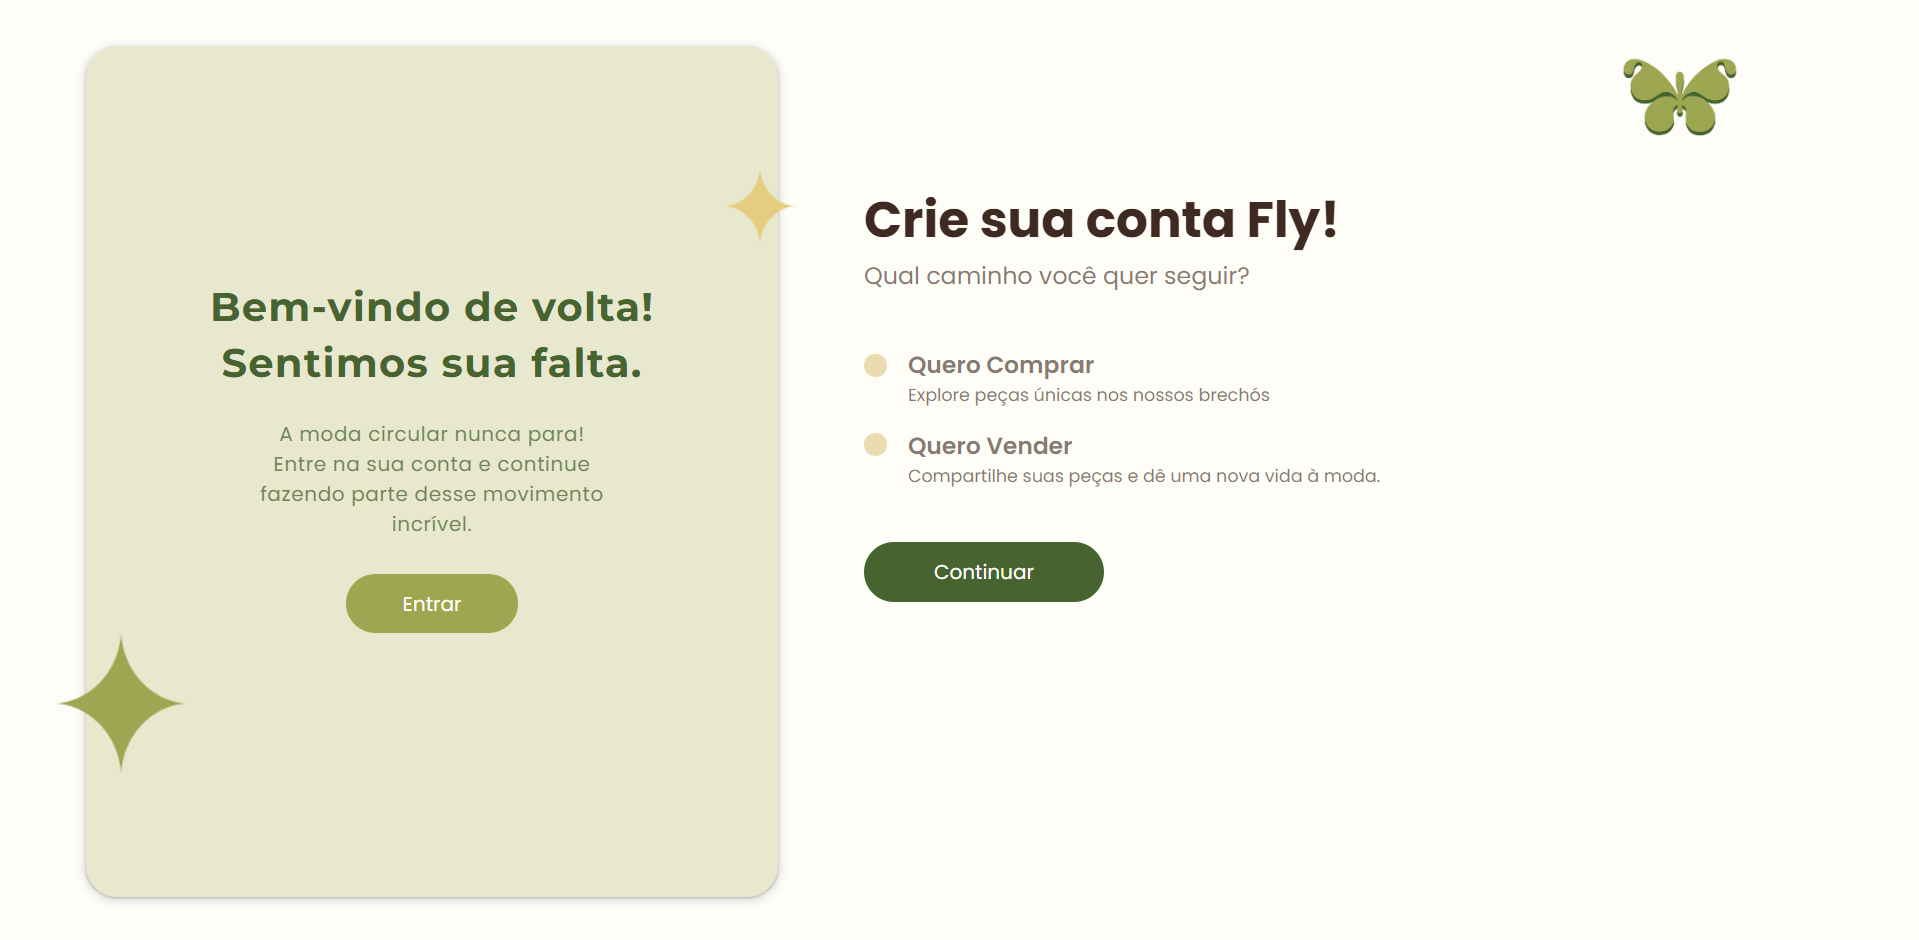 Bem-vindo de volta!
Sentimos sua falta.
A moda circular nunca para!
Entre na sua conta e continue
fazendo parte desse movimento
incrível.
Entrar
Crie sua conta Fly!
Qual caminho você quer seguir?
Quero Comprar
Explore peças únicas nos nossos brechós
Quero Vender
Compartilhe suas peças e dê uma nova vida à moda.
Continuar